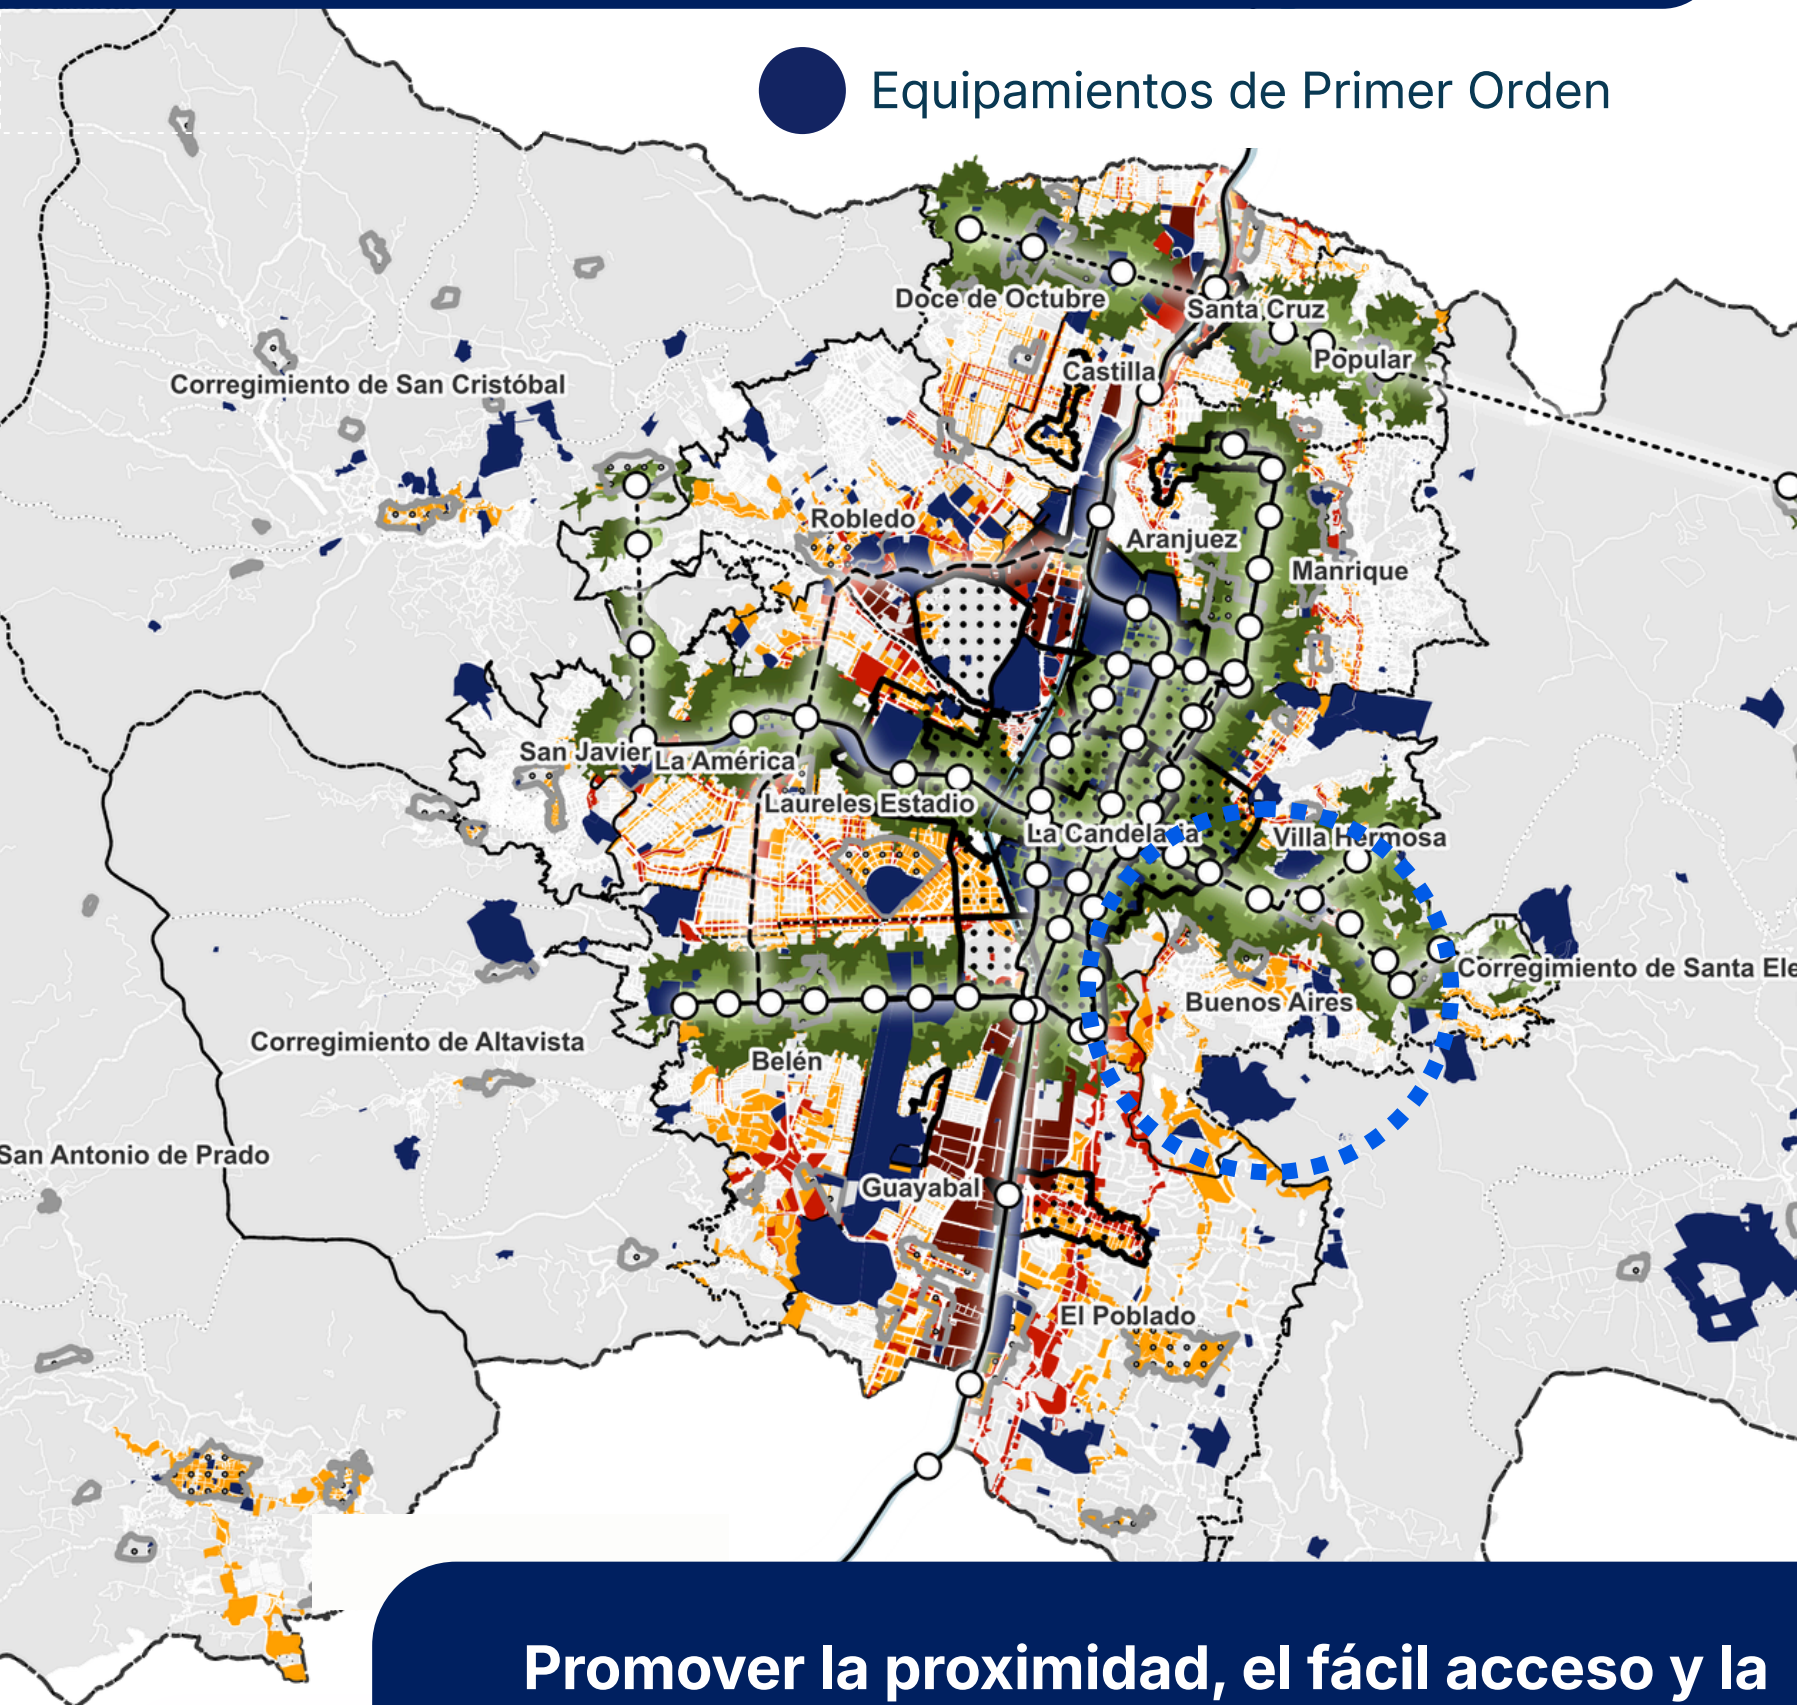 Equipamientos de Primer Orden
Doce de Octubre
Santa Cruz
Popular
Castilla
Corregimiento de San Cristóbal
Robledo
Aranjuez
Manrique
San Javier
La América
Laureles Estadio
La Candelaria
Villa Hermosa
Corregimiento de Santa Ele
Buenos Aires
Corregimiento de Altavista
Belén
San Antonio de Prado
Guayabal
El Poblado
Promover la proximidad, el fácil acceso y la